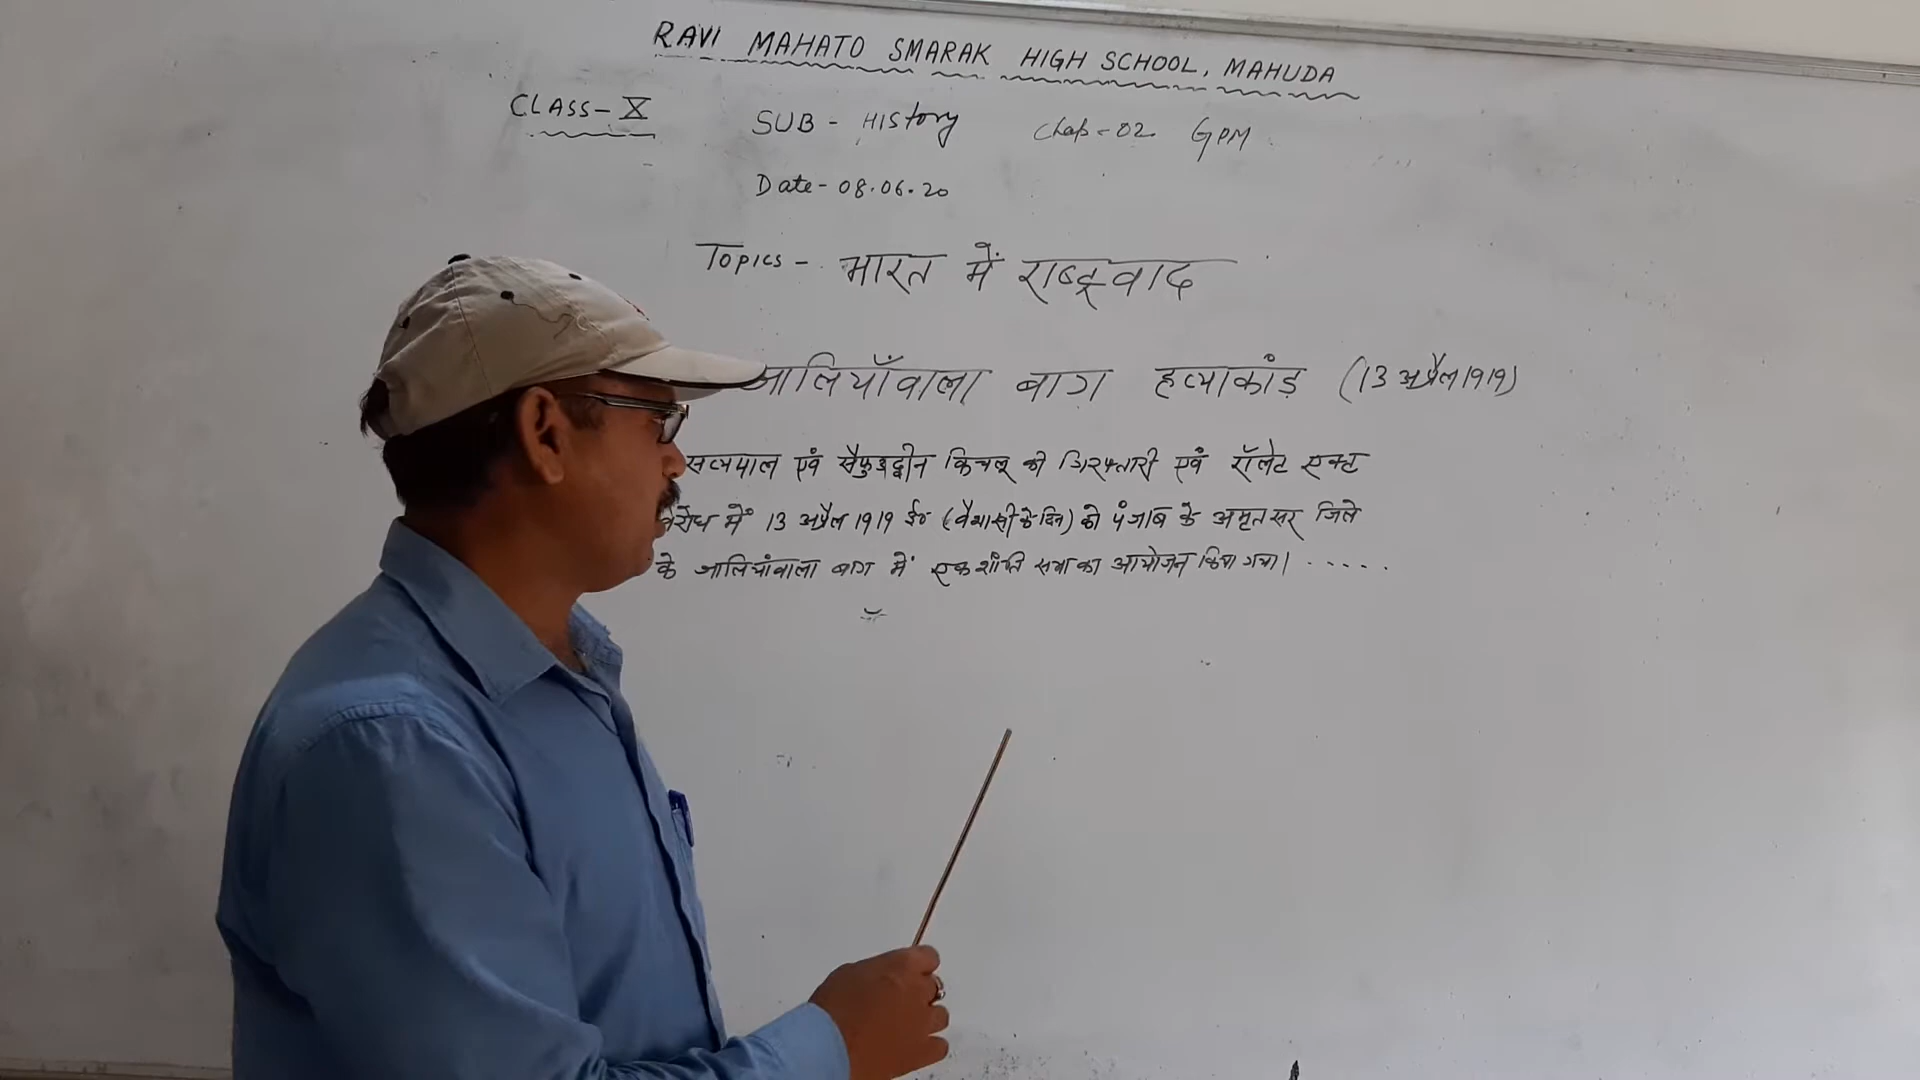 RAVI MAHATO SMARAK HIGH SCHOOL, MAHUDA
CLASS-X SUB - HIStory Chap-02 GPM
Date-08.06.20
Topics- भारत में राष्ट्रवाद
जालियाँवाला बाग़ हत्याकांड़ (13 अप्रैल 1919)
सत्यपाल एवं सैफुद्दीन किचलू की गिरफ्तारी एवं रॉलेट एक्ट
विरोध में 13 अप्रैल 1919 ई० (वैशाखी के दिन) को पंजाब के अमृतसर जिले
के जालियांवाला बाग में एक शांति सभा का आयोजन किया गया। .....